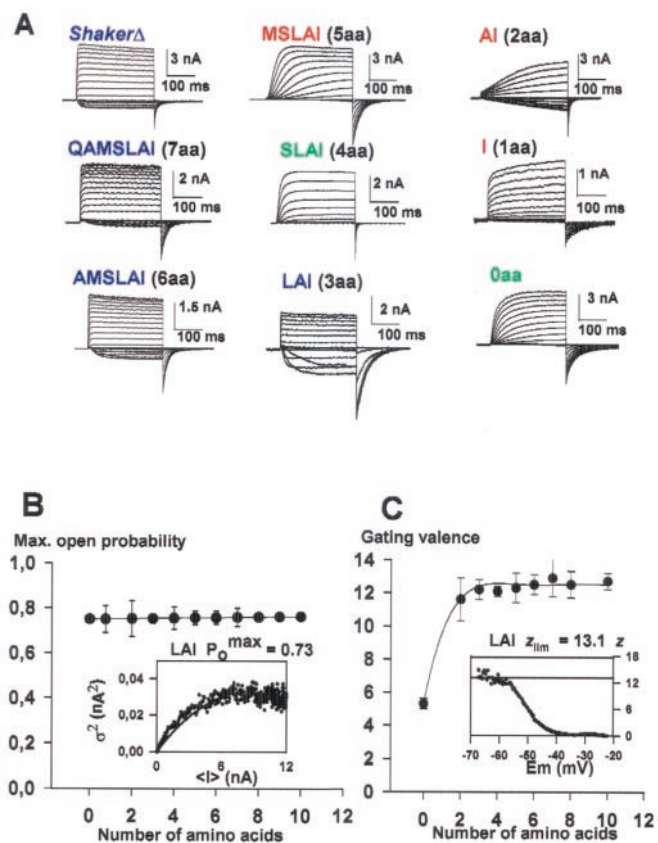 A
ShakerΔ
3 nA
100 ms
MSLAI (5aa)
3 nA
100 ms
AI (2aa)
3 nA
100 ms
QAMSLAI (7aa)
2 nA
100 ms
SLAI (4aa)
2 nA
100 ms
I (1aa)
1 nA
100 ms
AMSLAI (6aa)
1.5 nA
100 ms
LAI (3aa)
2 nA
100 ms
0aa
3 nA
100 ms
B
Max. open probability
1,0
0,8
0,6
0,4
0,2
0,0
LAI Po max = 0.73
σ² (nA²)
0,04
0,02
0,00
0 6 12
<I> (nA)
0 2 4 6 8 10 12
Number of amino acids
C
Gating valence
14
12
10
8
6
4
2
0
LAI zlim = 13.1 z
18
12
6
0
-70 -60 -50 -40 -30 -20
Em (mV)
0 2 4 6 8 10 12
Number of amino acids